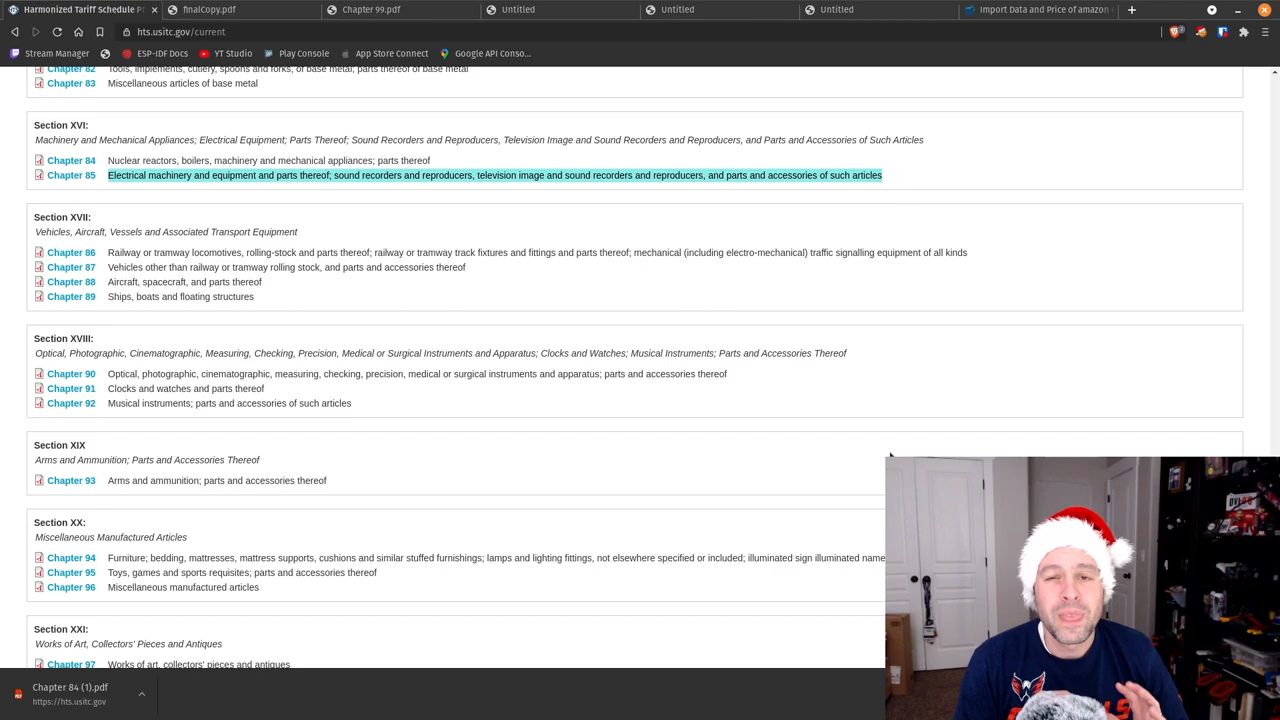 Harmonized Tariff Schedule P
finalCopy.pdf
Chapter 99.pdf
Untitled
Untitled
Untitled
Import Data and Price of amazon
hts.usitc.gov/current
Stream Manager
ESP-IDF Docs
YT Studio
Play Console
App Store Connect
Google API Conso...
Chapter 82 Tools, implements, cutlery, spoons and forks, of base metal; parts thereof of base metal
Chapter 83 Miscellaneous articles of base metal
Section XVI:
Machinery and Mechanical Appliances; Electrical Equipment; Parts Thereof; Sound Recorders and Reproducers, Television Image and Sound Recorders and Reproducers, and Parts and Accessories of Such Articles
Chapter 84 Nuclear reactors, boilers, machinery and mechanical appliances; parts thereof
Chapter 85 Electrical machinery and equipment and parts thereof; sound recorders and reproducers, television image and sound recorders and reproducers, and parts and accessories of such articles
Section XVII:
Vehicles, Aircraft, Vessels and Associated Transport Equipment
Chapter 86 Railway or tramway locomotives, rolling-stock and parts thereof; railway or tramway track fixtures and fittings and parts thereof; mechanical (including electro-mechanical) traffic signalling equipment of all kinds
Chapter 87 Vehicles other than railway or tramway rolling stock, and parts and accessories thereof
Chapter 88 Aircraft, spacecraft, and parts thereof
Chapter 89 Ships, boats and floating structures
Section XVIII:
Optical, Photographic, Cinematographic, Measuring, Checking, Precision, Medical or Surgical Instruments and Apparatus; Clocks and Watches; Musical Instruments; Parts and Accessories Thereof
Chapter 90 Optical, photographic, cinematographic, measuring, checking, precision, medical or surgical instruments and apparatus; parts and accessories thereof
Chapter 91 Clocks and watches and parts thereof
Chapter 92 Musical instruments; parts and accessories of such articles
Section XIX
Arms and Ammunition; Parts and Accessories Thereof
Chapter 93 Arms and ammunition; parts and accessories thereof
Section XX:
Miscellaneous Manufactured Articles
Chapter 94 Furniture; bedding, mattresses, mattress supports, cushions and similar stuffed furnishings; lamps and lighting fittings, not elsewhere specified or included; illuminated sign illuminated name
Chapter 95 Toys, games and sports requisites; parts and accessories thereof
Chapter 96 Miscellaneous manufactured articles
Section XXI:
Works of Art, Collectors' Pieces and Antiques
Chapter 97 Works of art, collectors' pieces and antiques
Chapter 84 (1).pdf
https://hts.usitc.gov